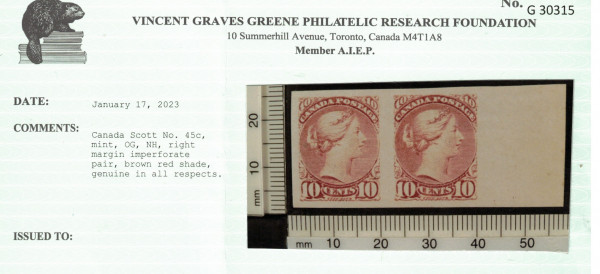 No. G 30315
VINCENT GRAVES GREENE PHILATELIC RESEARCH FOUNDATION
10 Summerhill Avenue, Toronto, Canada M4T1A8
Member A.I.E.P.
DATE: January 17, 2023
COMMENTS: Canada Scott No. 45c,
mint, OG, NH, right
margin imperforate
pair, brown red shade,
genuine in all respects.
ISSUED TO:
20
10
mm
CANADA POSTAGE CANADA POSTAGE
10 CENTS 10 10 CENTS 10
mm 10 20 30 40 50